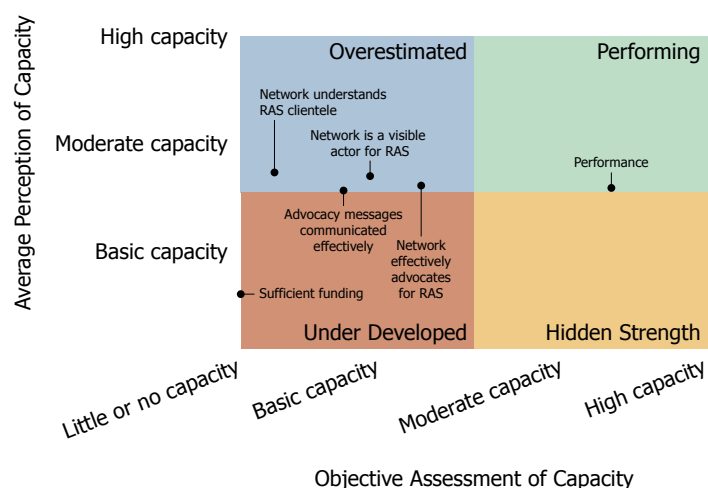 High capacity
Overestimated
Performing
Network understands
RAS clientele
Network is a visible
actor for RAS
Moderate capacity
Performance
Advocacy messages
communicated
effectively
Network
effectively
advocates
for RAS
Basic capacity
Sufficient funding
Under Developed
Hidden Strength
Average Perception of Capacity
Little or no capacity
Basic capacity
Moderate capacity
High capacity
Objective Assessment of Capacity